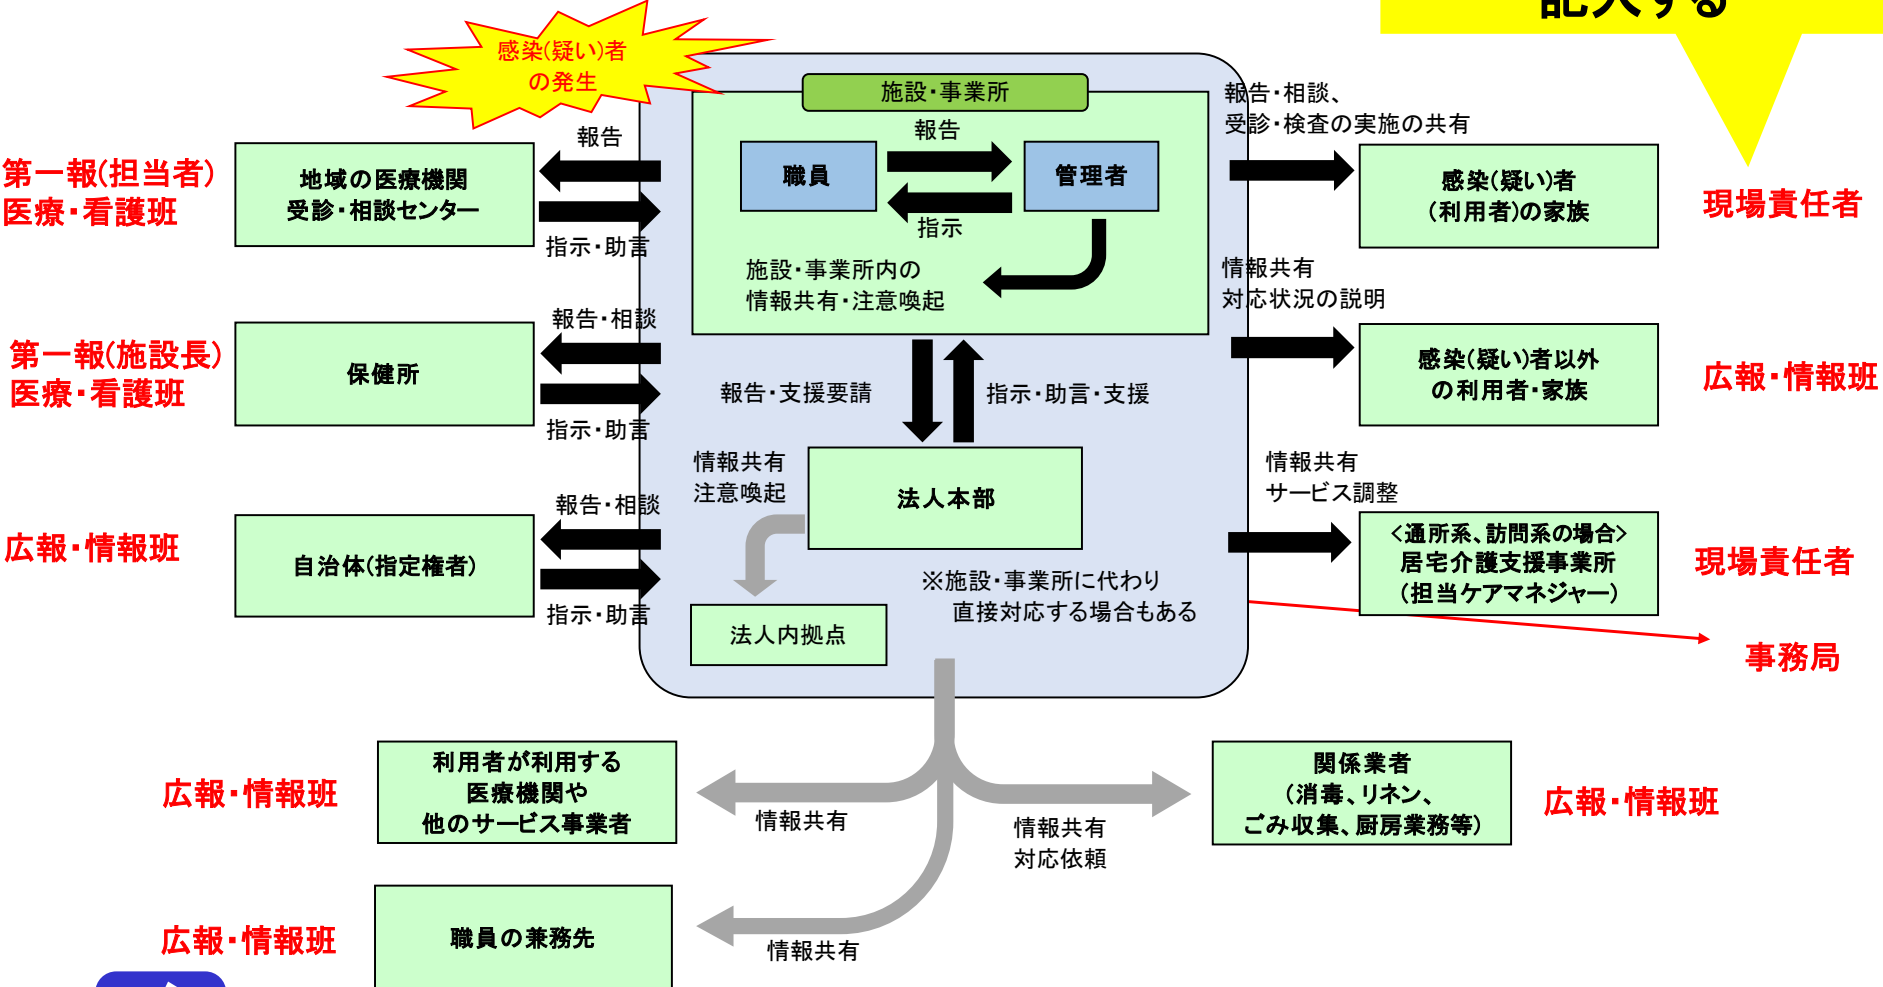 記入する
感染(疑い)者
の発生
施設・事業所
報告
職員
管理者
指示
施設・事業所内の
情報共有・注意喚起
報告
第一報(担当者)
医療・看護班
地域の医療機関
受診・相談センター
指示・助言
報告・相談、
受診・検査の実施の共有
感染(疑い)者
(利用者)の家族
現場責任者
報告・相談
第一報(施設長)
医療・看護班
保健所
指示・助言
情報共有
対応状況の説明
感染(疑い)者以外
の利用者・家族
広報・情報班
報告・支援要請
指示・助言・支援
情報共有
注意喚起
法人本部
報告・相談
広報・情報班
自治体(指定権者)
指示・助言
情報共有
サービス調整
<通所系、訪問系の場合>
居宅介護支援事業所
(担当ケアマネジャー)
現場責任者
※施設・事業所に代わり
直接対応する場合もある
法人内拠点
事務局
広報・情報班
利用者が利用する
医療機関や
他のサービス事業者
情報共有
情報共有
対応依頼
関係業者
(消毒、リネン、
ごみ収集、厨房業務等)
広報・情報班
広報・情報班
職員の兼務先
情報共有